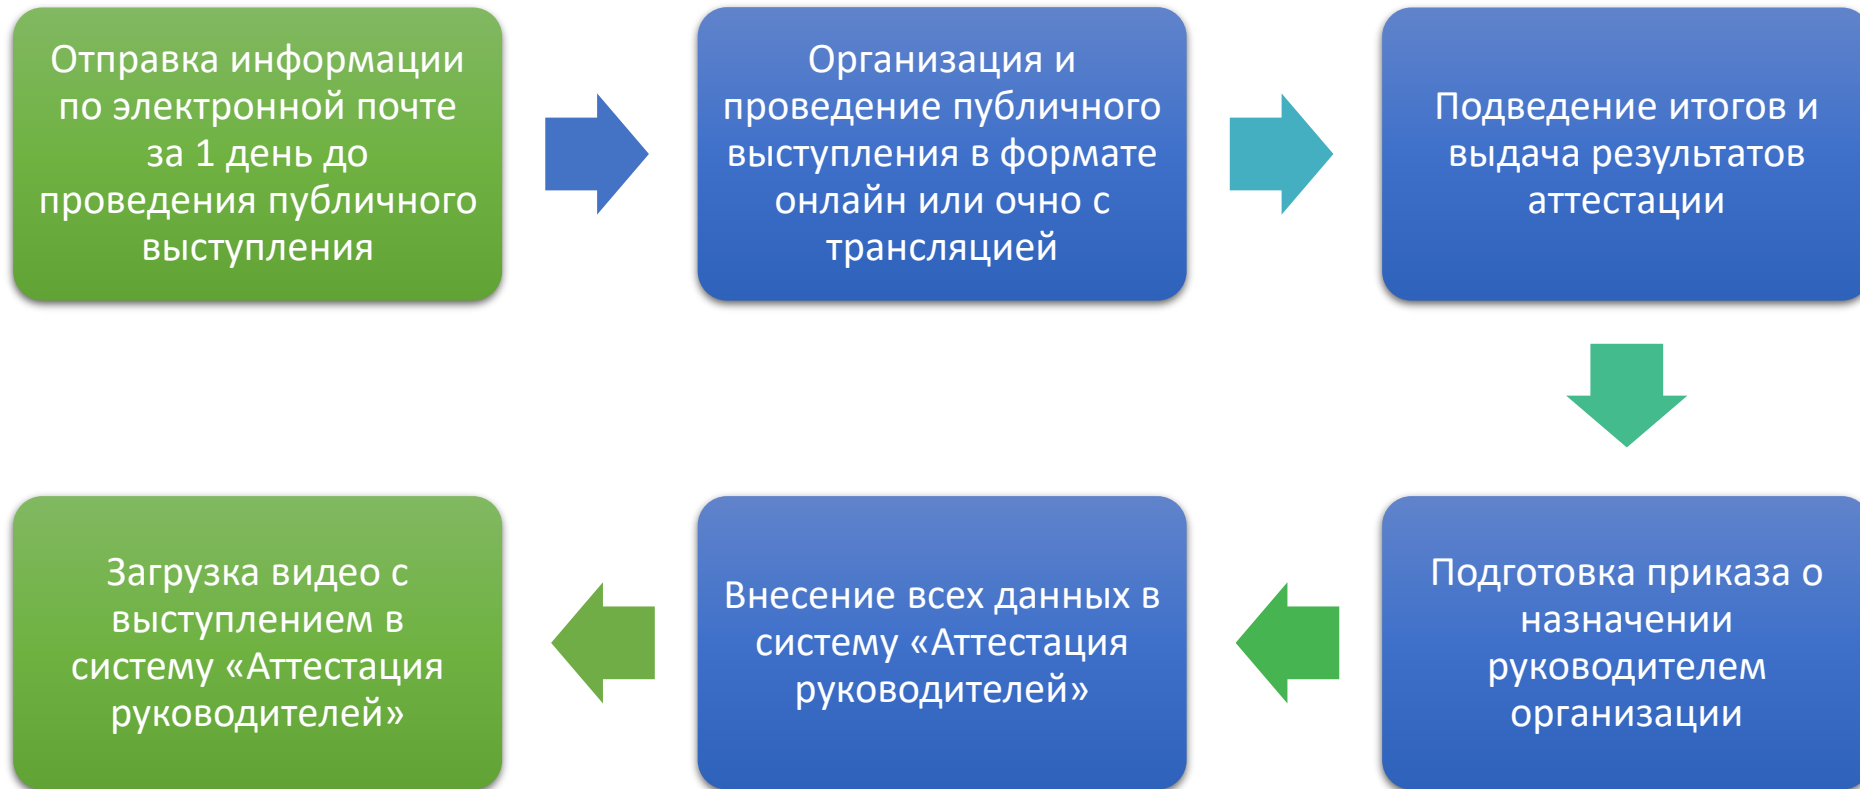 Отправка информации
по электронной почте
за 1 день до
проведения публичного
выступления
Организация и
проведение публичного
выступления в формате
онлайн или очно с
трансляцией
Подведение итогов и
выдача результатов
аттестации
Подготовка приказа о
назначении
руководителем
организации
Внесение всех данных в
систему «Аттестация
руководителей»
Загрузка видео с
выступлением в
систему «Аттестация
руководителей»